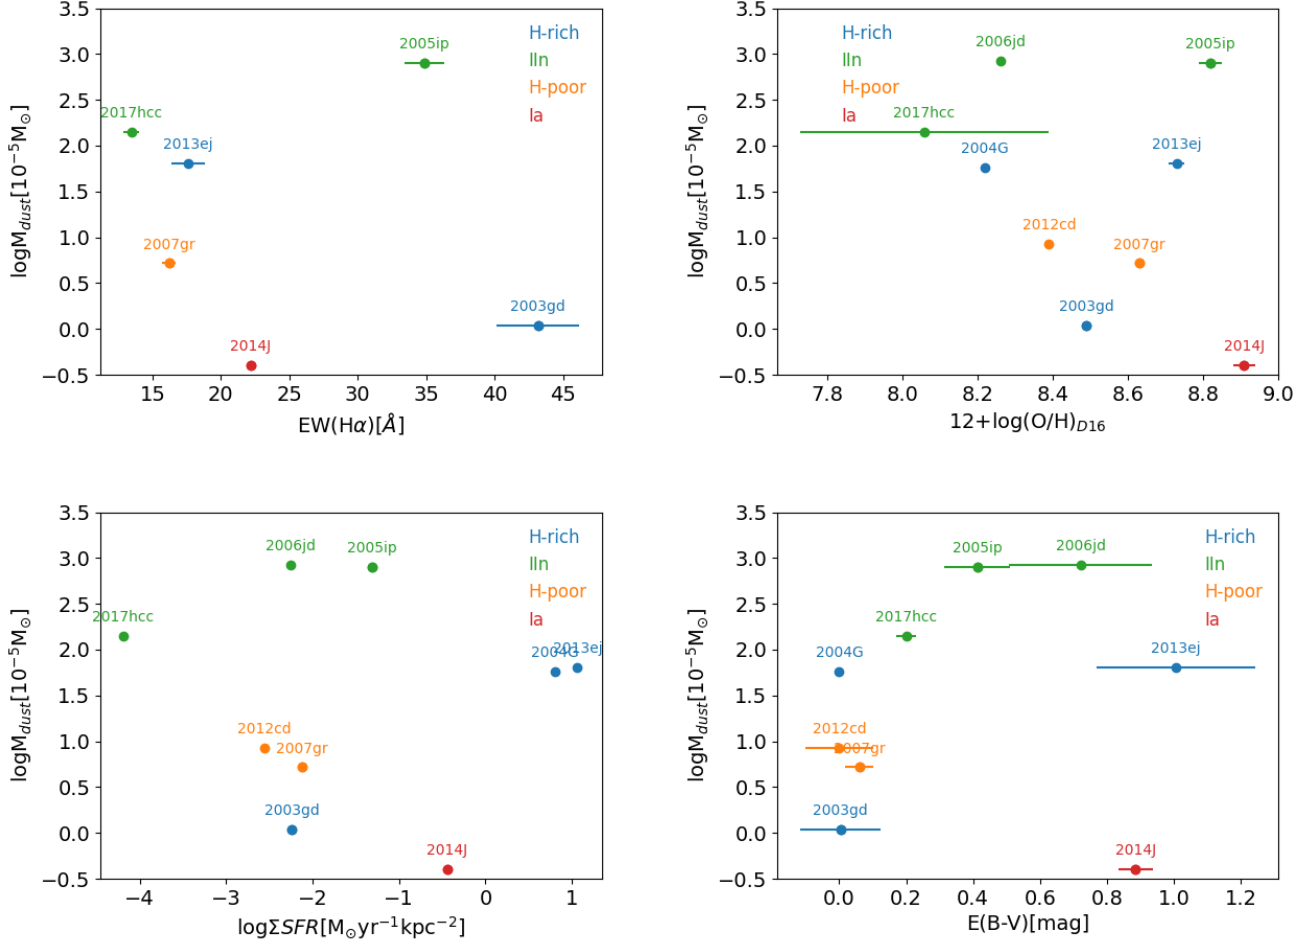 3.5
3.0
2.5
2.0
1.5
1.0
0.5
0.0
−0.5
logM_dust[10^−5M_⊙]
2005ip
2017hcc
2013ej
2007gr
2003gd
2014J
H-rich
IIn
H-poor
Ia
15 20 25 30 35 40 45
EW(Hα)[Å]
3.5
3.0
2.5
2.0
1.5
1.0
0.5
0.0
−0.5
logM_dust[10^−5M_⊙]
H-rich
IIn
H-poor
Ia
2006jd
2005ip
2017hcc
2004G
2013ej
2012cd
2007gr
2003gd
2014J
7.8 8.0 8.2 8.4 8.6 8.8 9.0
12+log(O/H)_D16
3.5
3.0
2.5
2.0
1.5
1.0
0.5
0.0
−0.5
logM_dust[10^−5M_⊙]
H-rich
IIn
H-poor
Ia
2006jd
2005ip
2017hcc
2004G
2013ej
2012cd
2007gr
2003gd
2014J
−4 −3 −2 −1 0 1
logΣSFR[M_⊙yr^−1kpc^−2]
3.5
3.0
2.5
2.0
1.5
1.0
0.5
0.0
−0.5
logM_dust[10^−5M_⊙]
H-rich
IIn
H-poor
Ia
2005ip
2006jd
2017hcc
2004G
2013ej
2012cd
2007gr
2003gd
2014J
0.0 0.2 0.4 0.6 0.8 1.0 1.2
E(B-V)[mag]